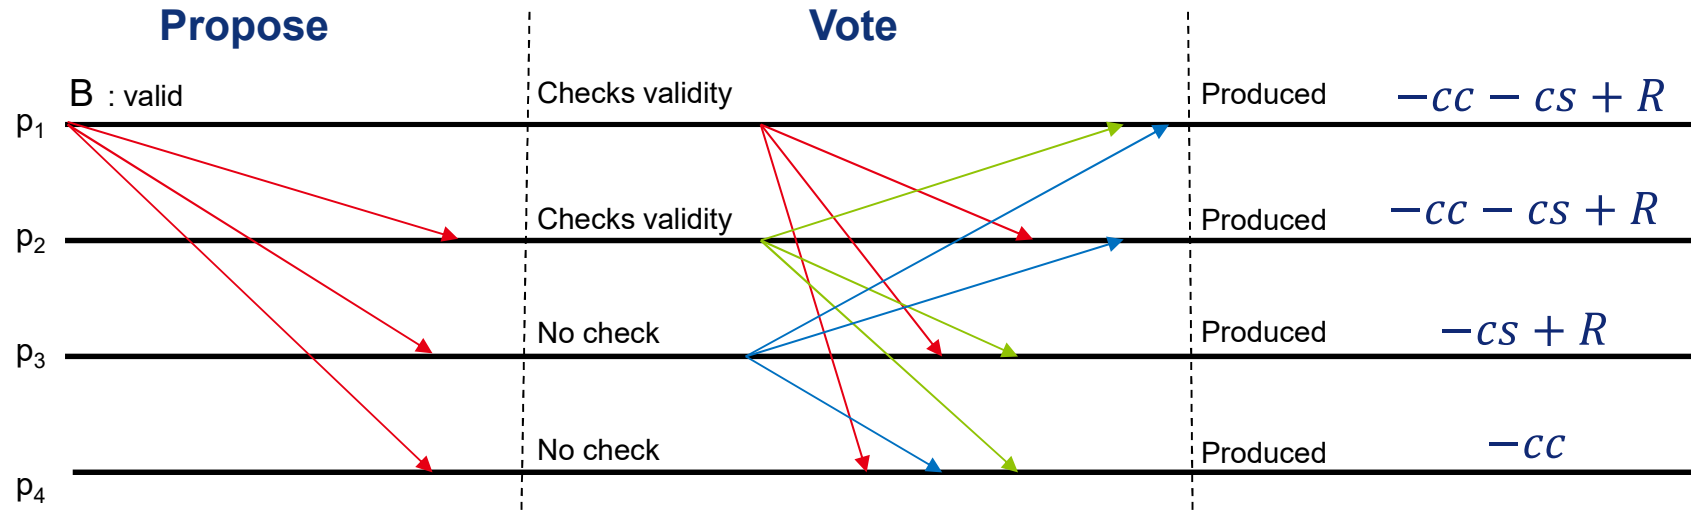 Propose Vote
B : valid Checks validity Produced −cc − cs + R
p1
Checks validity Produced −cc − cs + R
p2
No check Produced −cs + R
p3
No check Produced −cc
p4